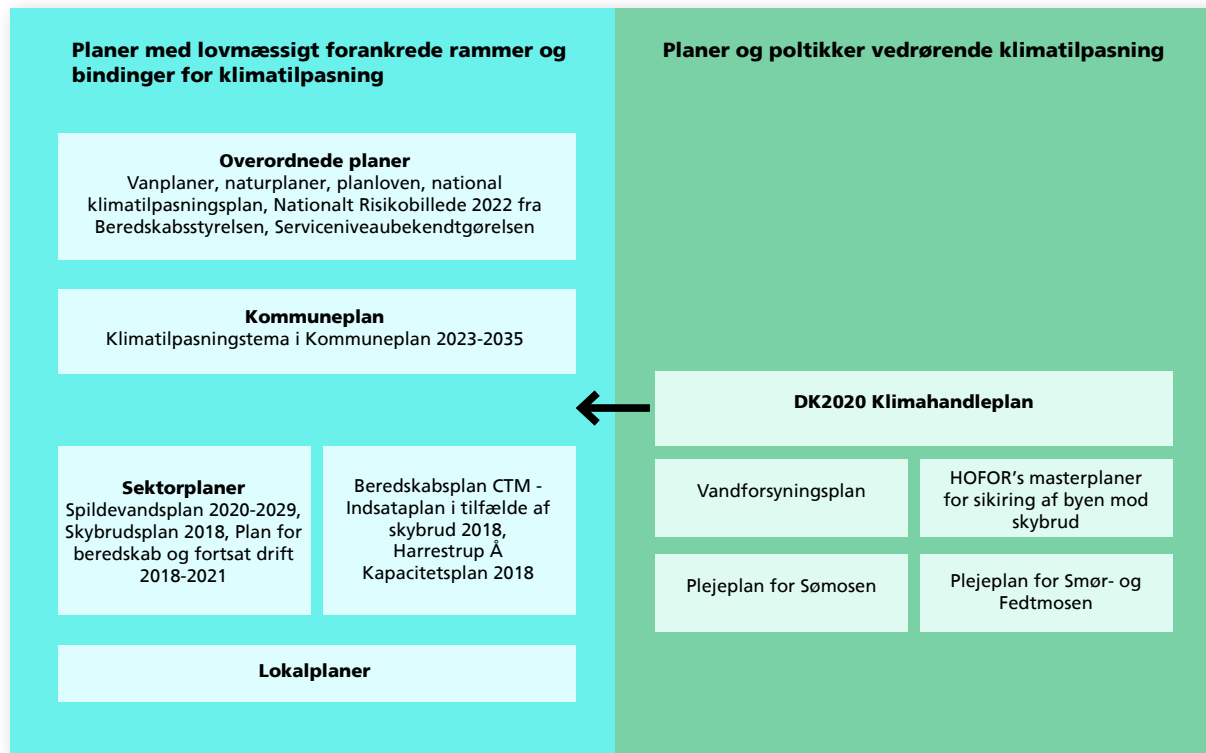 Planer med lovmæssigt forankrede rammer og
bindinger for klimatilpasning
Overordnede planer
Vanplaner, naturplaner, planloven, national
klimatilpasningsplan, Nationalt Risikobillede 2022 fra
Beredskabsstyrelsen, Serviceniveaubekendtgørelsen
Kommuneplan
Klimatilpasningstema i Kommuneplan 2023-2035
Sektorplaner
Spildevandsplan 2020-2029,
Skybrudsplan 2018, Plan for
beredskab og fortsat drift
2018-2021
Beredskabsplan CTM -
Indsataplan i tilfælde af
skybrud 2018,
Harrestrup Å
Kapacitetsplan 2018
Lokalplaner
Planer og poltikker vedrørende klimatilpasning
DK2020 Klimahandleplan
Vandforsyningsplan
HOFOR's masterplaner
for sikiring af byen mod
skybrud
Plejeplan for Sømosen
Plejeplan for Smør- og
Fedtmosen